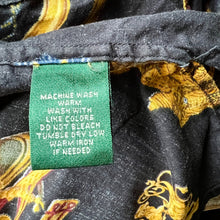 MACHINE WASH
WARM
WASH WITH
LIKE COLORS
DO NOT BLEACH
TUMBLE DRY LOW
WARM IRON
IF NEEDED